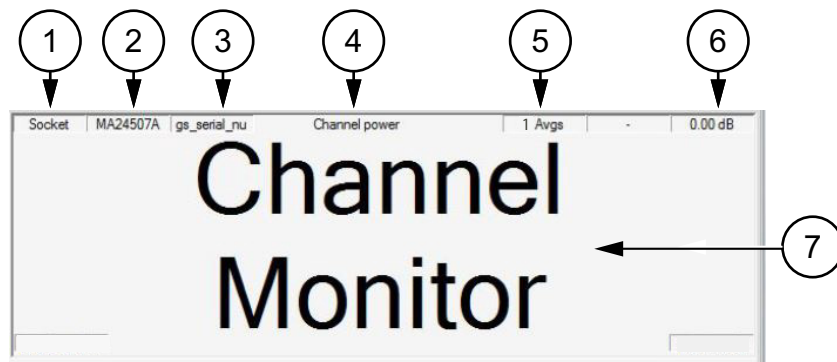 1 2 3 4 5 6
Socket MA24507A gs_serial_nu Channel power 1 Avgs - 0.00 dB
Channel
7
Monitor